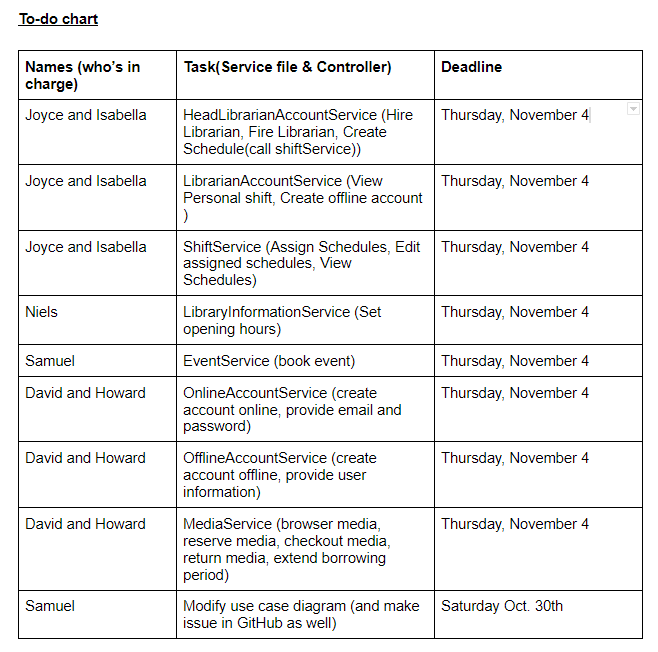 To-do chart
Names (who's in
charge)
Task(Service file & Controller)
Deadline
Joyce and Isabella
HeadLibrarianAccountService (Hire
Librarian, Fire Librarian, Create
Schedule(call shiftService))
Thursday, November 4
Joyce and Isabella
LibrarianAccountService (View
Personal shift, Create offline account
)
Thursday, November 4
Joyce and Isabella
ShiftService (Assign Schedules, Edit
assigned schedules, View
Schedules)
Thursday, November 4
Niels
LibraryInformationService (Set
opening hours)
Thursday, November 4
Samuel
EventService (book event)
Thursday, November 4
David and Howard
OnlineAccountService (create
account online, provide email and
password)
Thursday, November 4
David and Howard
OfflineAccountService (create
account offline, provide user
information)
Thursday, November 4
David and Howard
MediaService (browser media,
reserve media, checkout media,
return media, extend borrowing
period)
Thursday, November 4
Samuel
Modify use case diagram (and make
issue in GitHub as well)
Saturday Oct. 30th